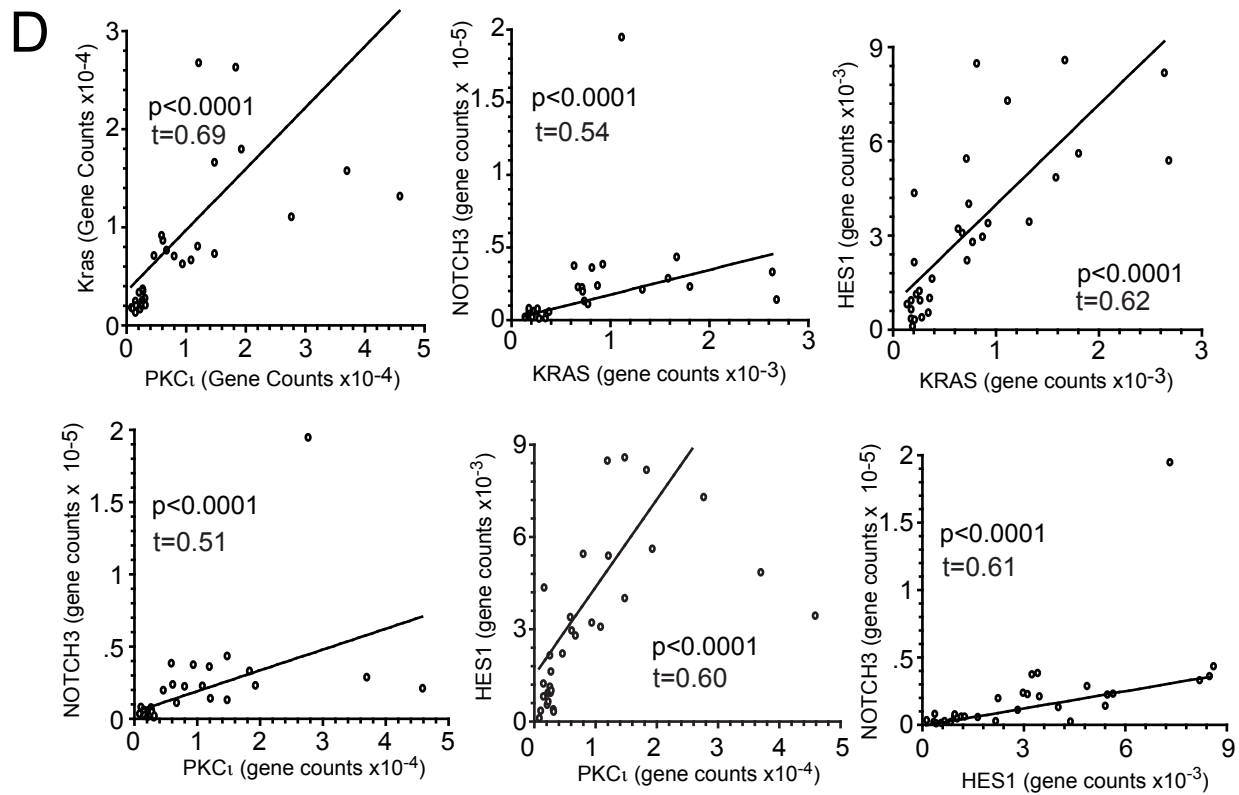 D
Kras (Gene Counts x10-4)
3
2
1
0
p<0.0001
t=0.69
0 1 2 3 4 5
PKCι (Gene Counts x10-4)
NOTCH3 (gene counts x 10-5)
2
1.5
1
.5
0
p<0.0001
t=0.54
0 1 2 3
KRAS (gene counts x10-3)
HES1 (gene counts x10-3)
9
6
3
0
p<0.0001
t=0.62
0 1 2 3
KRAS (gene counts x10-3)
NOTCH3 (gene counts x 10-5)
2
1.5
1
.5
0
p<0.0001
t=0.51
0 1 2 3 4 5
PKCι (gene counts x10-4)
HES1 (gene counts x10-3)
9
6
3
0
p<0.0001
t=0.60
0 1 2 3 4 5
PKCι (gene counts x10-4)
NOTCH3 (gene counts x 10-5)
2
1.5
1
.5
0
p<0.0001
t=0.61
0 3 6 9
HES1 (gene counts x10-3)